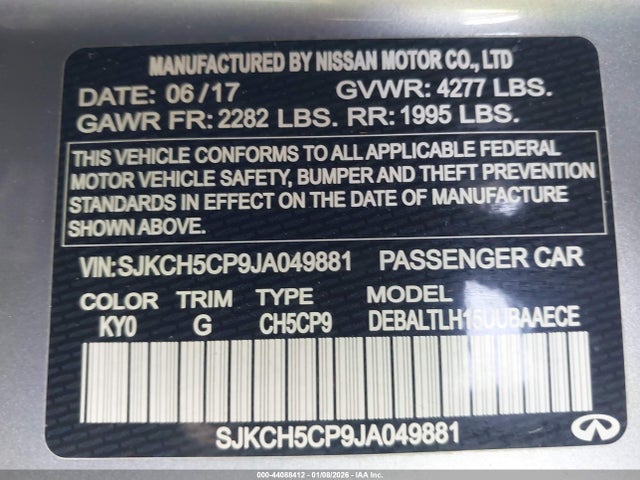 MANUFACTURED BY NISSAN MOTOR CO., LTD
DATE: 06 /17 GVWR: 4277 LBS.
GAWR FR: 2282 LBS. RR: 1995 LBS.
THIS VEHICLE CONFORMS TO ALL APPLICABLE FEDERAL
MOTOR VEHICLE SAFETY, BUMPER AND THEFT PREVENTION
STANDARDS IN EFFECT ON THE DATE OF MANUFACTURE
SHOWN ABOVE.
VIN:SJKCH5CP9JA049881 PASSENGER CAR
COLOR TRIM TYPE MODEL
KY0 G CH5CP9 DEBALTLH15UUBAAECE
SJKCH5CP9JA049881
000-44088412 | 01/08/2026 | IAA Inc.